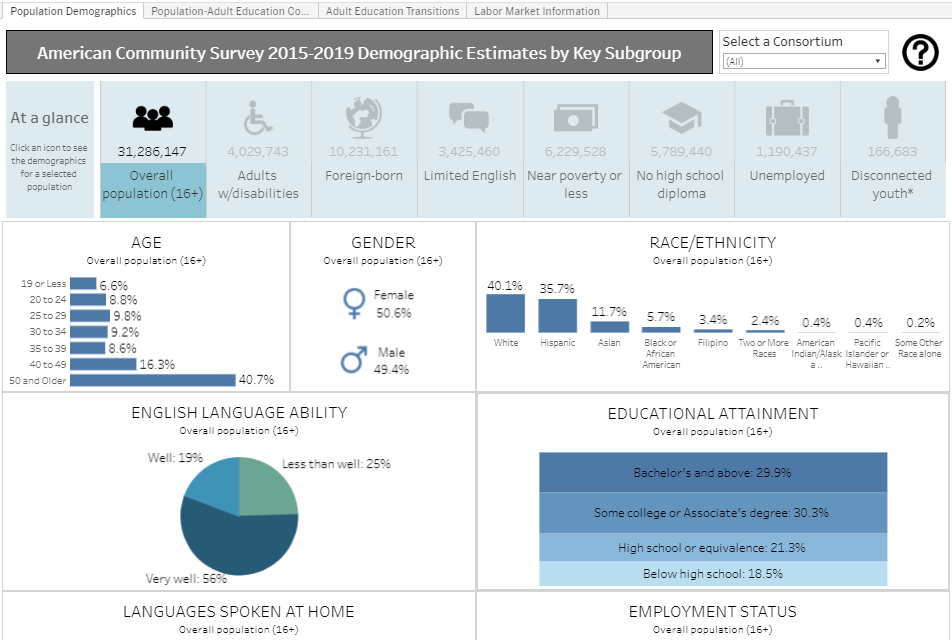 Population Demographics
Population-Adult Education Co...
Adult Education Transitions
Labor Market Information
American Community Survey 2015-2019 Demographic Estimates by Key Subgroup
Select a Consortium
(All)
?
At a glance
Click an icon to see
the demographics
for a selected
population
31,286,147
Overall
population (16+)
4,029,743
Adults
w/disabilities
10,231,161
Foreign-born
3,425,460
Limited English
6,229,528
Near poverty or
less
5,789,440
No high school
diploma
1,190,437
Unemployed
166,683
Disconnected
youth*
AGE
Overall population (16+)
19 or Less 6.6%
20 to 24 8.8%
25 to 29 9.8%
30 to 34 9.2%
35 to 39 8.6%
40 to 49 16.3%
50 and Older 40.7%
GENDER
Overall population (16+)
Female
50.6%
Male
49.4%
RACE/ETHNICITY
Overall population (16+)
40.1%
35.7%
11.7%
5.7%
3.4%
2.4%
0.4%
0.4%
0.2%
White
Hispanic
Asian
Black or
African
American
Filipino
Two or More
Races
American
Indian/Alask
a ..
Pacific
Islander or
Hawaiian ..
Some Other
Race alone
ENGLISH LANGUAGE ABILITY
Overall population (16+)
Well: 19%
Less than well: 25%
Very well: 56%
EDUCATIONAL ATTAINMENT
Overall population (16+)
Bachelor's and above: 29.9%
Some college or Associate's degree: 30.3%
High school or equivalence: 21.3%
Below high school: 18.5%
LANGUAGES SPOKEN AT HOME
Overall population (16+)
EMPLOYMENT STATUS
Overall population (16+)